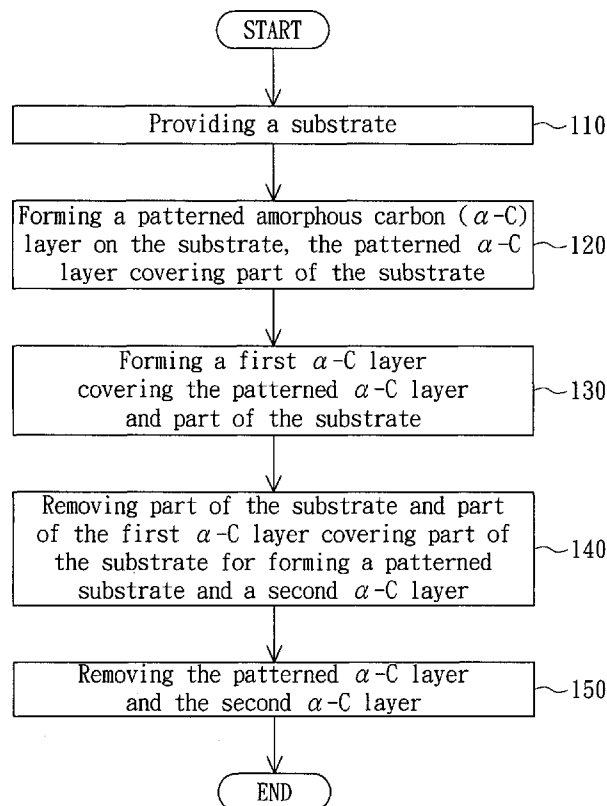 START
Providing a substrate
110
Forming a patterned amorphous carbon (α-C)
layer on the substrate, the patterned α-C
layer covering part of the substrate
120
Forming a first α-C layer
covering the patterned α-C layer
and part of the substrate
130
Removing part of the substrate and part
of the first α-C layer covering part of
the substrate for forming a patterned
substrate and a second α-C layer
140
Removing the patterned α-C layer
and the second α-C layer
150
END